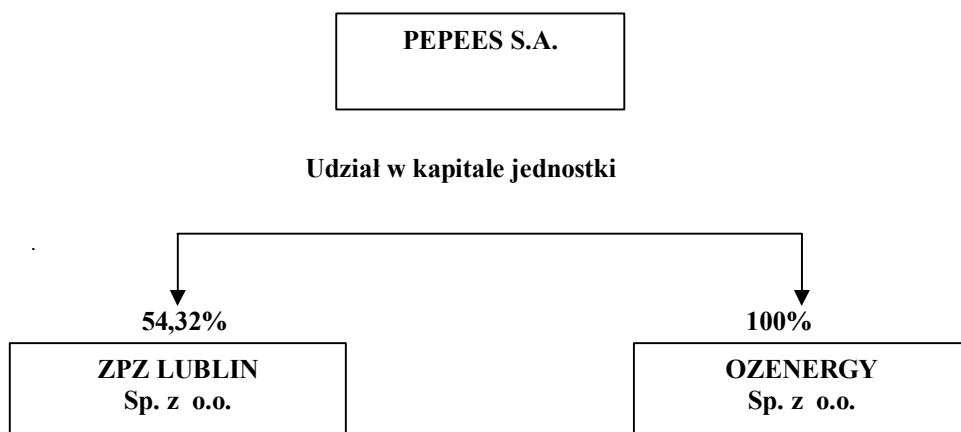 PEPEES S.A.
Udział w kapitale jednostki
.
54,32%
100%
ZPZ LUBLIN
Sp. z o.o.
OZENERGY
Sp. z o.o.